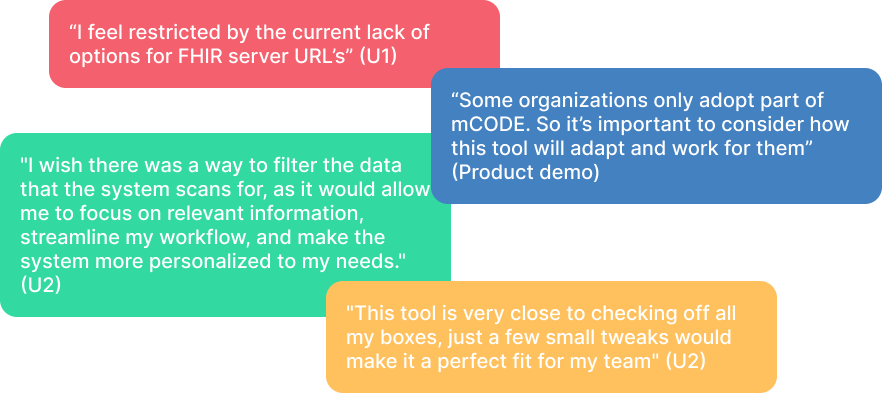 “I feel restricted by the current lack of
options for FHIR server URL’s” (U1)
“Some organizations only adopt part of
mCODE. So it’s important to consider how
this tool will adapt and work for them”
(Product demo)
"I wish there was a way to filter the data
that the system scans for, as it would allow
me to focus on relevant information,
streamline my workflow, and make the
system more personalized to my needs."
(U2)
"This tool is very close to checking off all
my boxes, just a few small tweaks would
make it a perfect fit for my team" (U2)